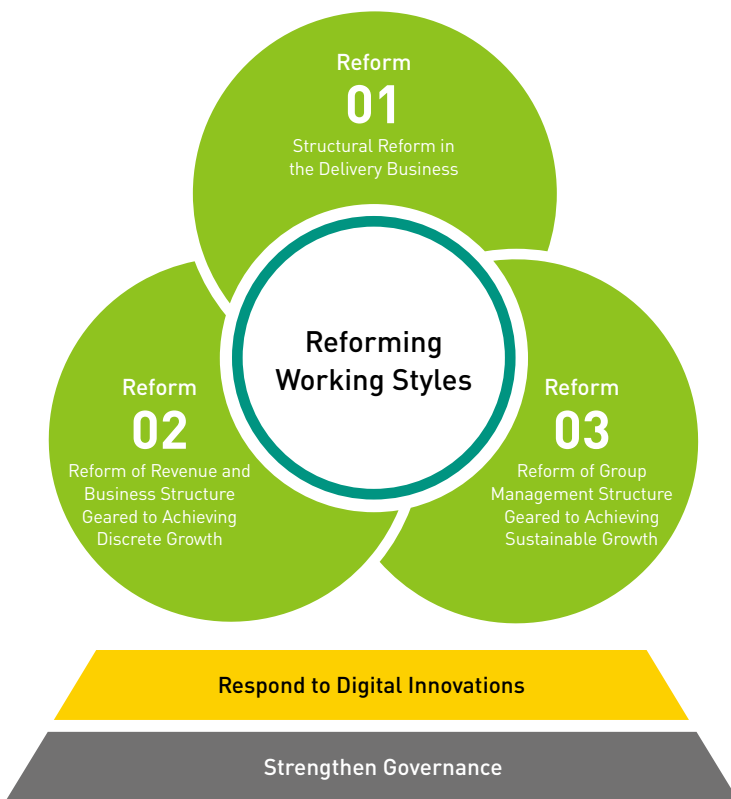 Reform
01
Structural Reform in
the Delivery Business
Reforming
Working Styles
Reform
02
Reform of Revenue and
Business Structure
Geared to Achieving
Discrete Growth
Reform
03
Reform of Group
Management Structure
Geared to Achieving
Sustainable Growth
Respond to Digital Innovations
Strengthen Governance